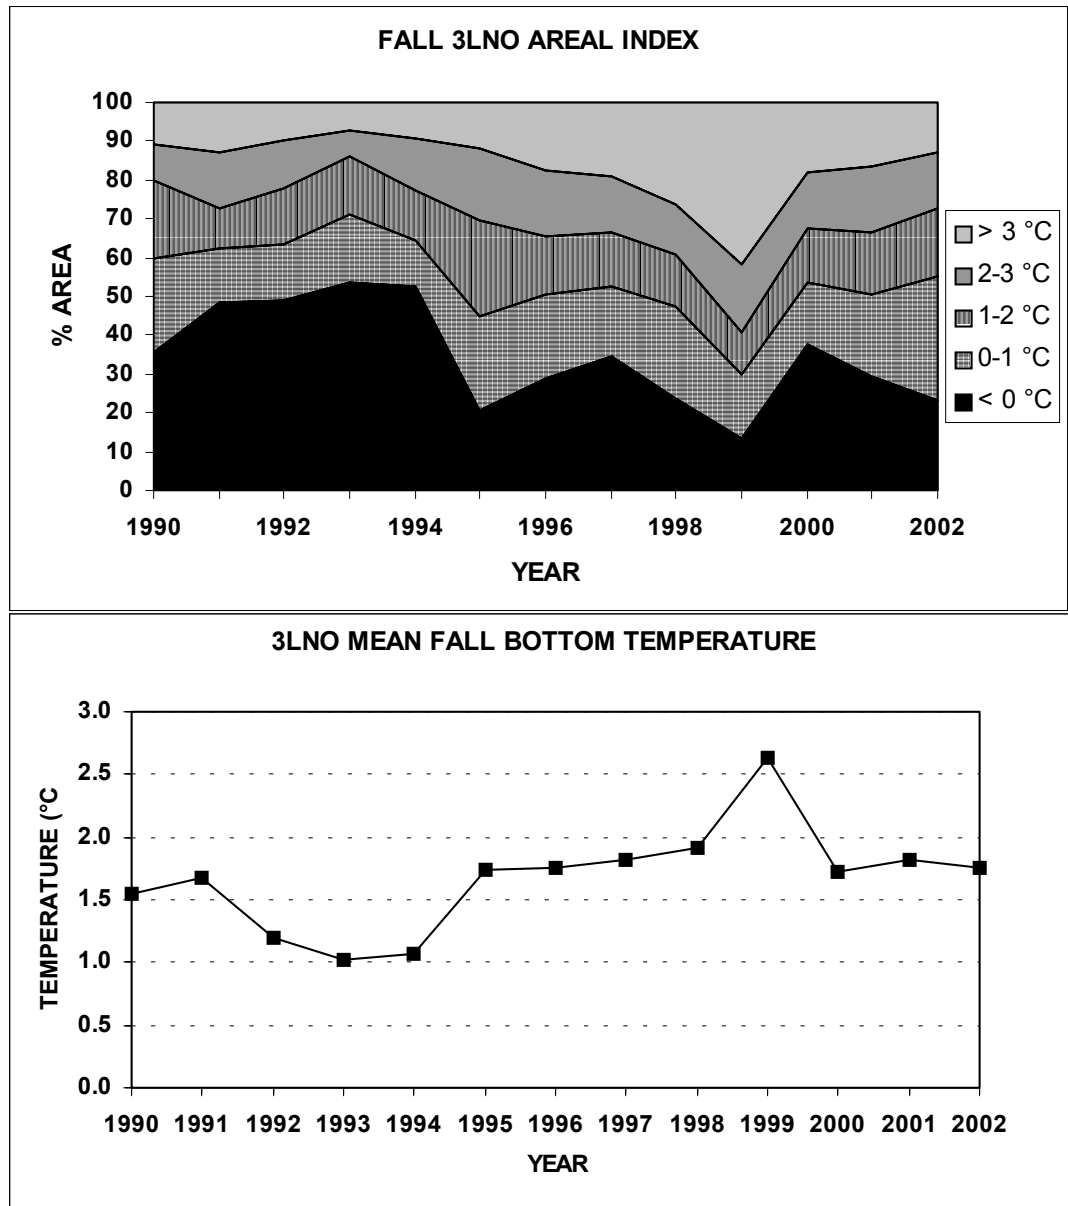 FALL 3LNO AREAL INDEX
100
90
80
70
60
50
40
30
20
10
0
% AREA
1990 1992 1994 1996 1998 2000 2002
YEAR
> 3 °C
2-3 °C
1-2 °C
0-1 °C
< 0 °C
3LNO MEAN FALL BOTTOM TEMPERATURE
3.0
2.5
2.0
1.5
1.0
0.5
0.0
TEMPERATURE (°C
1990 1991 1992 1993 1994 1995 1996 1997 1998 1999 2000 2001 2002
YEAR